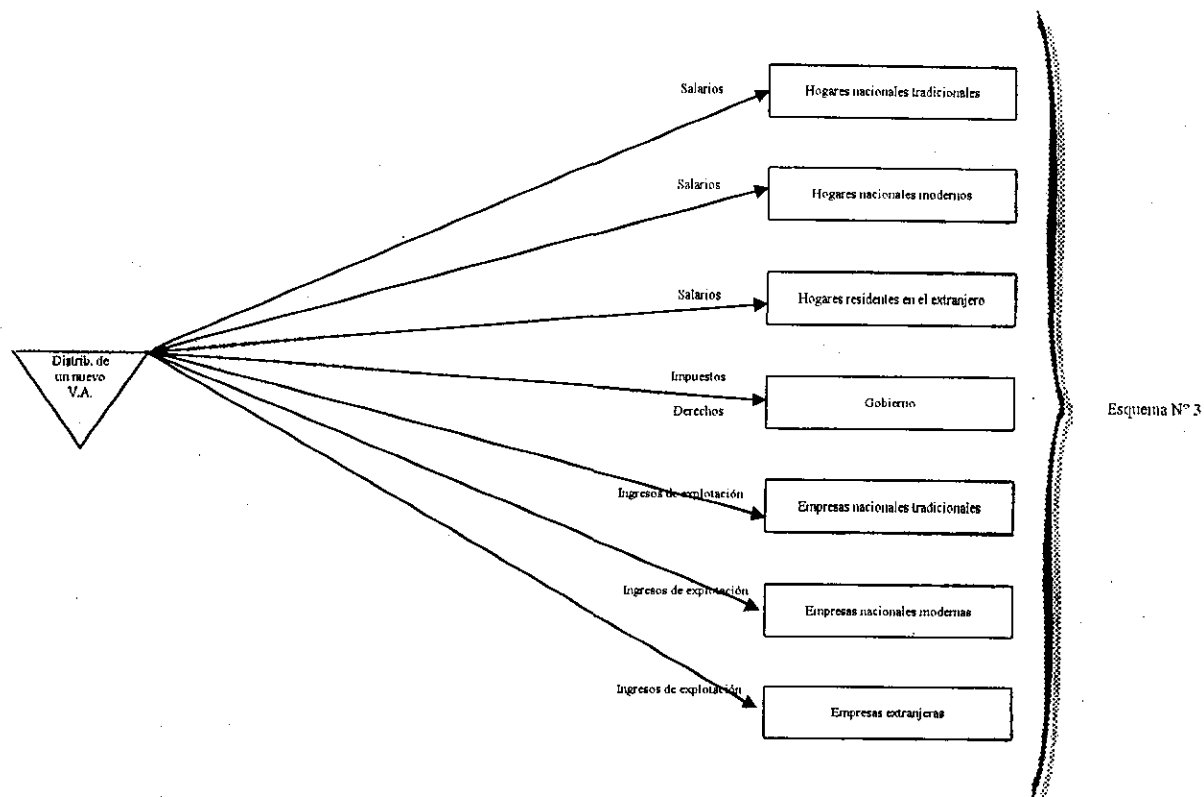 Salarios
Hogares nacionales tradicionales
Salarios
Hogares nacionales modernos
Salarios
Hogares residentes en el extranjero
Distrib. de
un nuevo
V.A.
Impuestos
Derechos
Gobierno
Esquema N° 3
Ingresos de explotación
Empresas nacionales tradicionales
Ingresos de explotación
Empresas nacionales modernas
Ingresos de explotación
Empresas extranjeras